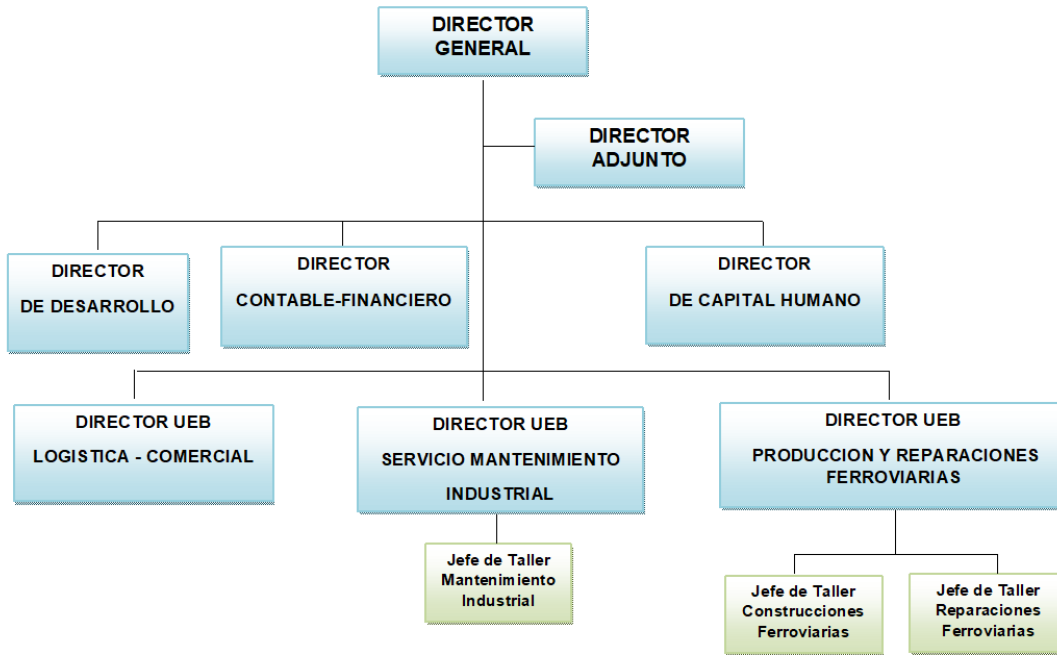 DIRECTOR
GENERAL
DIRECTOR
ADJUNTO
DIRECTOR
DE DESARROLLO
DIRECTOR
CONTABLE-FINANCIERO
DIRECTOR
DE CAPITAL HUMANO
DIRECTOR UEB
LOGISTICA - COMERCIAL
DIRECTOR UEB
SERVICIO MANTENIMIENTO
INDUSTRIAL
DIRECTOR UEB
PRODUCCION Y REPARACIONES
FERROVIARIAS
Jefe de Taller
Mantenimiento
Industrial
Jefe de Taller
Construcciones
Ferroviarias
Jefe de Taller
Reparaciones
Ferroviarias